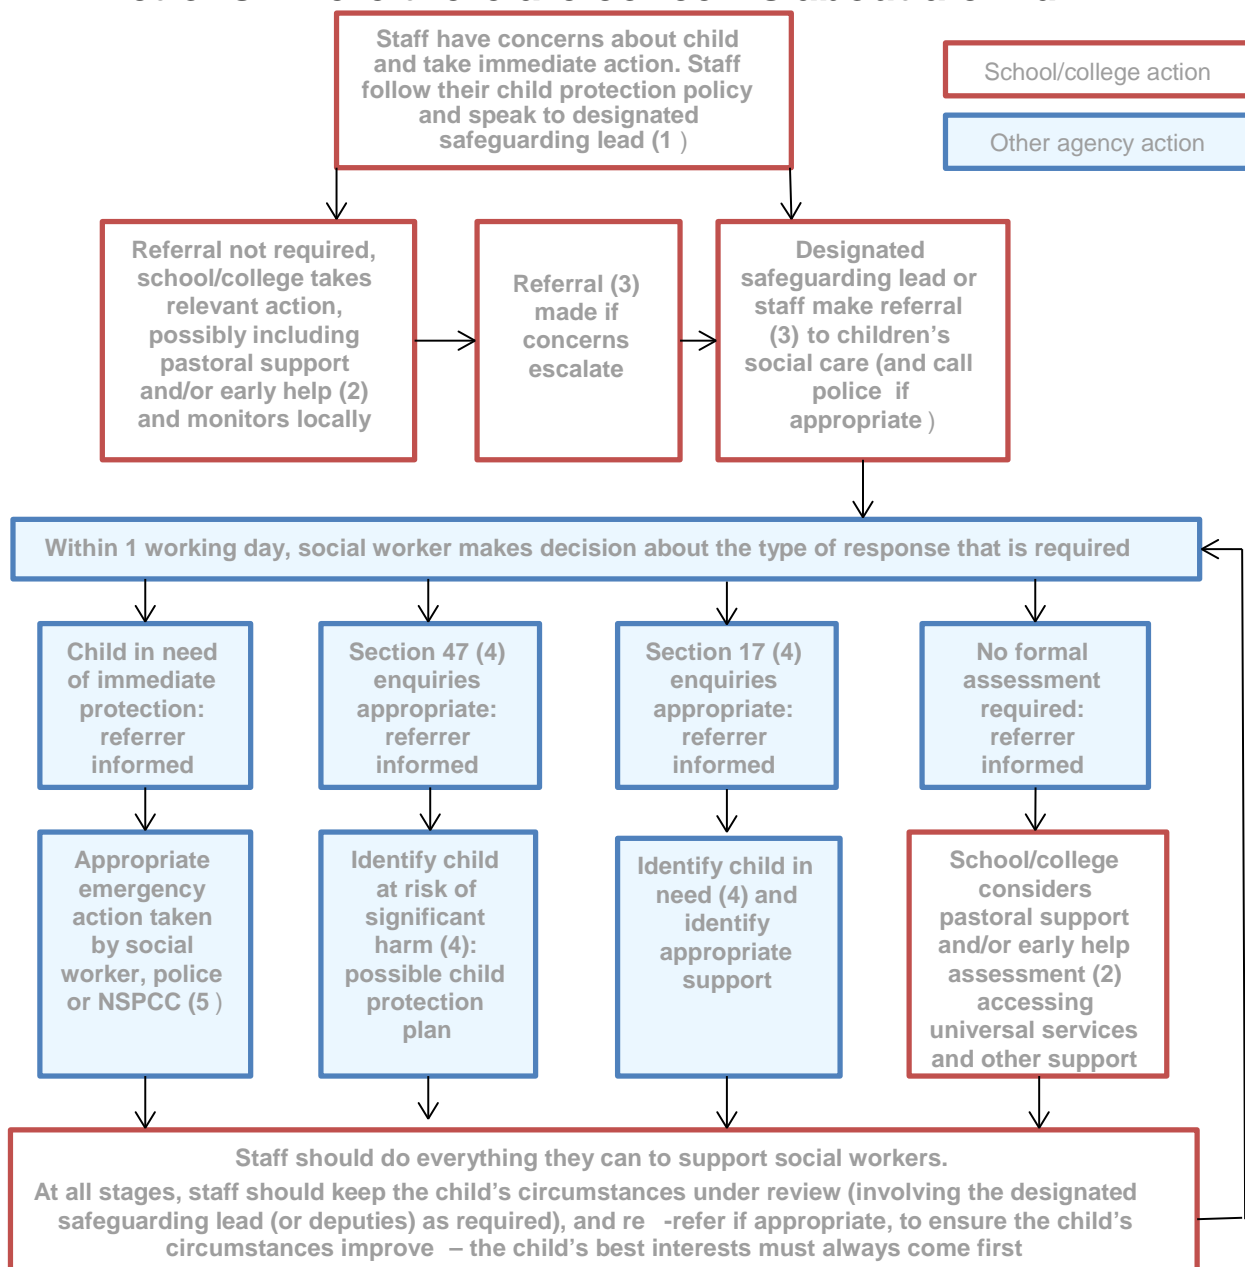 Staff have concerns about child
and take immediate action. Staff
follow their child protection policy
and speak to designated
safeguarding lead (1 )
School/college action
Other agency action
Referral not required,
school/college takes
relevant action,
possibly including
pastoral support
and/or early help (2)
and monitors locally
Referral (3)
made if
concerns
escalate
Designated
safeguarding lead or
staff make referral
(3) to children’s
social care (and call
police if
appropriate )
Within 1 working day, social worker makes decision about the type of response that is required
Child in need
of immediate
protection:
referrer
informed
Section 47 (4)
enquiries
appropriate:
referrer
informed
Section 17 (4)
enquiries
appropriate:
referrer
informed
No formal
assessment
required:
referrer
informed
Appropriate
emergency
action taken
by social
worker, police
or NSPCC (5 )
Identify child
at risk of
significant
harm (4):
possible child
protection
plan
Identify child in
need (4) and
identify
appropriate
support
School/college
considers
pastoral support
and/or early help
assessment (2)
accessing
universal services
and other support
Staff should do everything they can to support social workers.
At all stages, staff should keep the child’s circumstances under review (involving the designated
safeguarding lead (or deputies) as required), and re -refer if appropriate, to ensure the child’s
circumstances improve – the child’s best interests must always come first